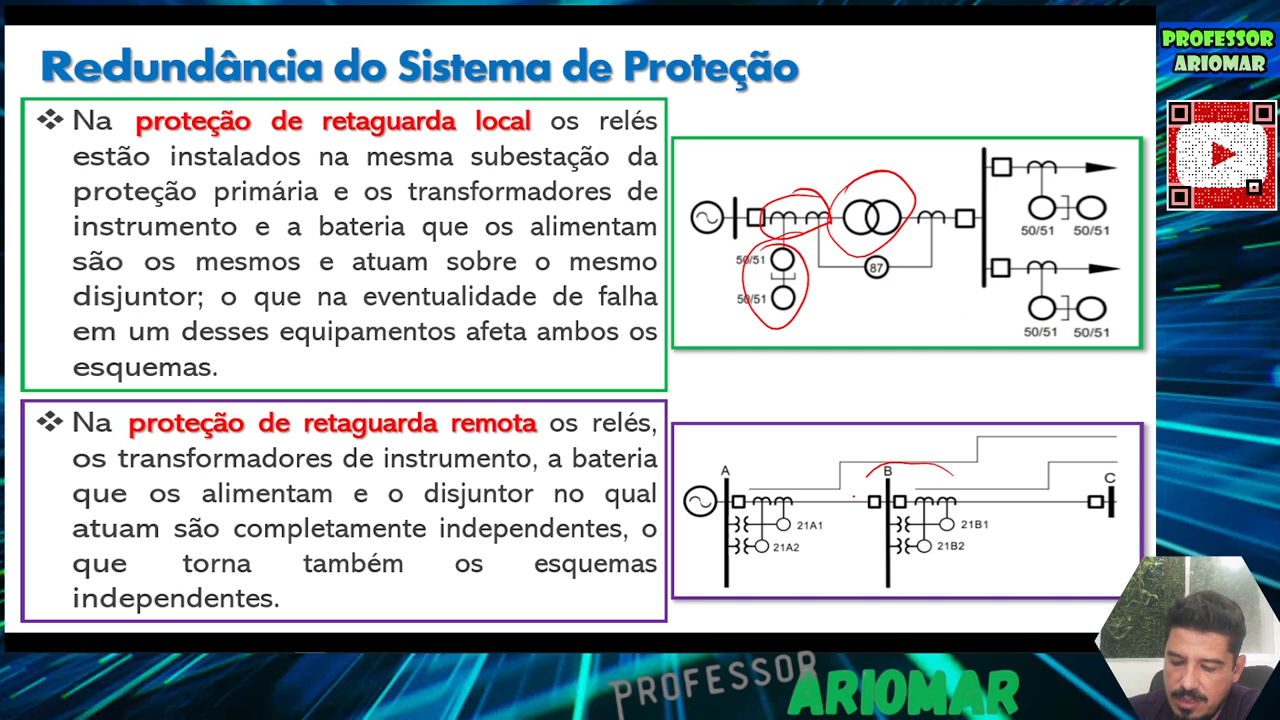 Redundância do Sistema de Proteção
PROFESSOR
ARIOMAR
❖ Na proteção de retaguarda local os relés
estão instalados na mesma subestação da
proteção primária e os transformadores de
instrumento e a bateria que os alimentam
são os mesmos e atuam sobre o mesmo
disjuntor; o que na eventualidade de falha
em um desses equipamentos afeta ambos os
esquemas.
50/51
50/51
87
50/51 50/51
50/51 50/51
❖ Na proteção de retaguarda remota os relés,
os transformadores de instrumento, a bateria
que os alimentam e o disjuntor no qual
atuam são completamente independentes, o
que torna também os esquemas
independentes.
A B C
21A1 21B1
21A2 21B2
PROFESSOR
ARIOMAR